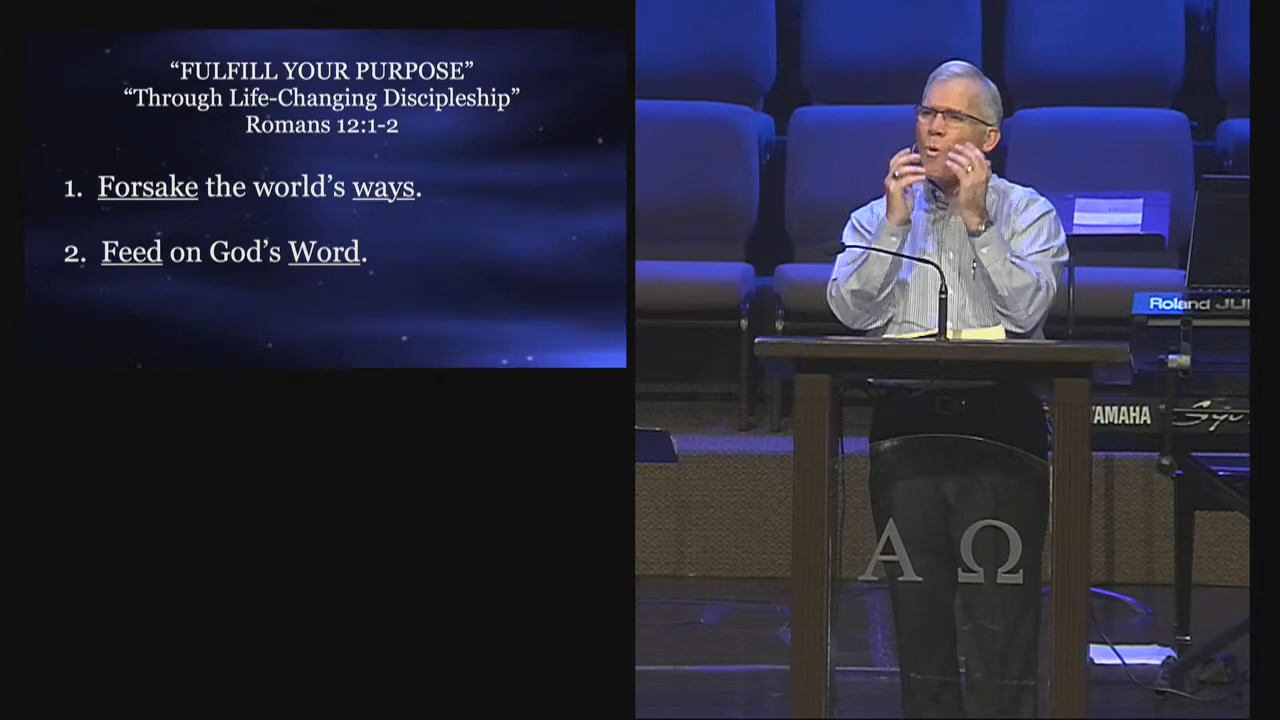 “FULFILL YOUR PURPOSE”
“Through Life-Changing Discipleship”
Romans 12:1-2
1. Forsake the world’s ways.
2. Feed on God’s Word.
Roland JU
YAMAHA
Α Ω